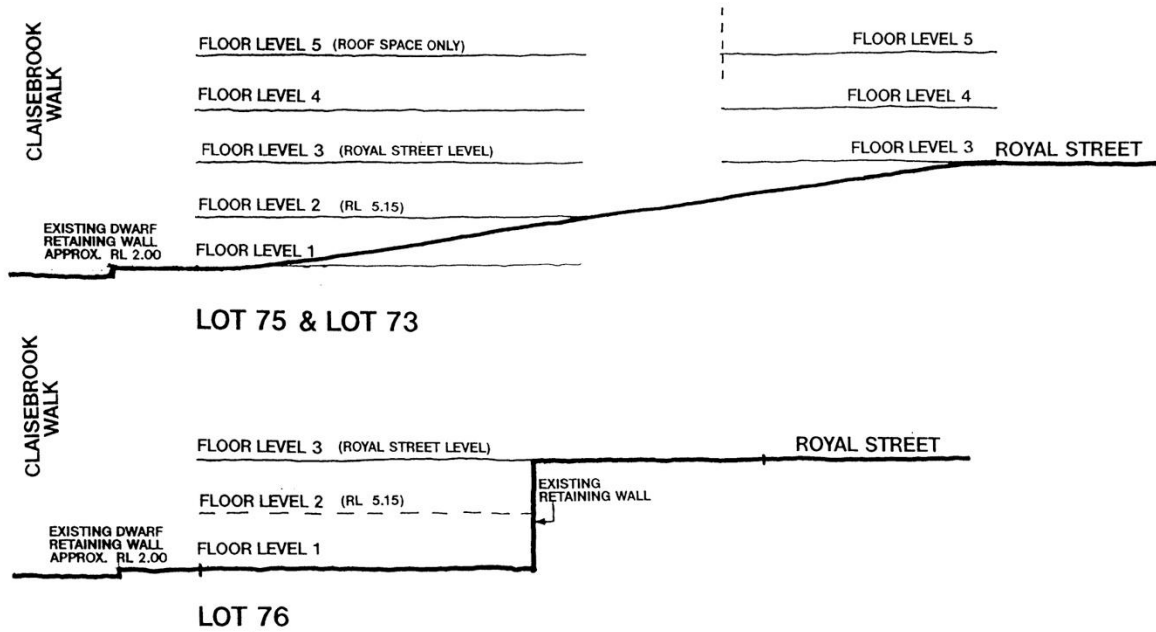 CLAISEBROOK
WALK
FLOOR LEVEL 5 (ROOF SPACE ONLY)
FLOOR LEVEL 5
FLOOR LEVEL 4
FLOOR LEVEL 4
FLOOR LEVEL 3 (ROYAL STREET LEVEL)
FLOOR LEVEL 3
ROYAL STREET
FLOOR LEVEL 2 (RL 5.15)
EXISTING DWARF
RETAINING WALL
APPROX. RL 2.00
FLOOR LEVEL 1
LOT 75 & LOT 73
CLAISEBROOK
WALK
FLOOR LEVEL 3 (ROYAL STREET LEVEL)
ROYAL STREET
EXISTING
RETAINING WALL
FLOOR LEVEL 2 (RL 5.15)
EXISTING DWARF
RETAINING WALL
APPROX. RL 2.00
FLOOR LEVEL 1
LOT 76